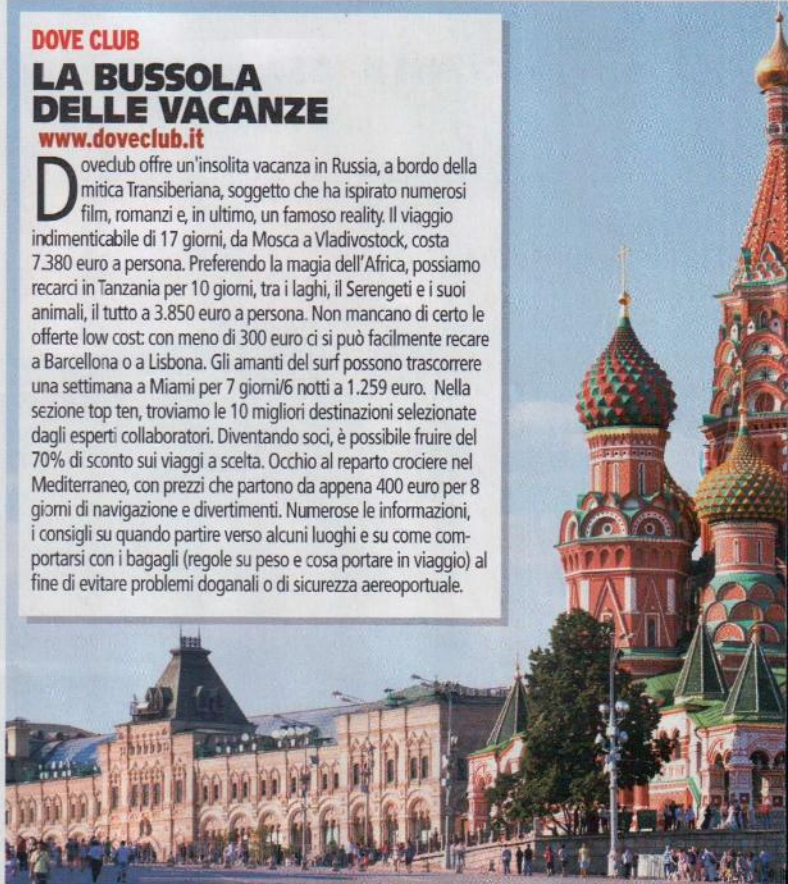 DOVE CLUB
LA BUSSOLA
DELLE VACANZE
www.doveclub.it
Doveclub offre un'insolita vacanza in Russia, a bordo della
mitica Transiberiana, soggetto che ha ispirato numerosi
film, romanzi e, in ultimo, un famoso reality. Il viaggio
indimenticabile di 17 giorni, da Mosca a Vladivostock, costa
7.380 euro a persona. Preferendo la magia dell'Africa, possiamo
recarci in Tanzania per 10 giorni, tra i laghi, il Serengeti e i suoi
animali, il tutto a 3.850 euro a persona. Non mancano di certo le
offerte low cost: con meno di 300 euro ci si può facilmente recare
a Barcellona o a Lisbona. Gli amanti del surf possono trascorrere
una settimana a Miami per 7 giorni/6 notti a 1.259 euro. Nella
sezione top ten, troviamo le 10 migliori destinazioni selezionate
dagli esperti collaboratori. Diventando soci, è possibile fruire del
70% di sconto sui viaggi a scelta. Occhio al reparto crociere nel
Mediterraneo, con prezzi che partono da appena 400 euro per 8
giorni di navigazione e divertimenti. Numerose le informazioni,
i consigli su quando partire verso alcuni luoghi e su come com-
portarsi con i bagagli (regole su peso e cosa portare in viaggio) al
fine di evitare problemi doganali o di sicurezza aereoportuale.